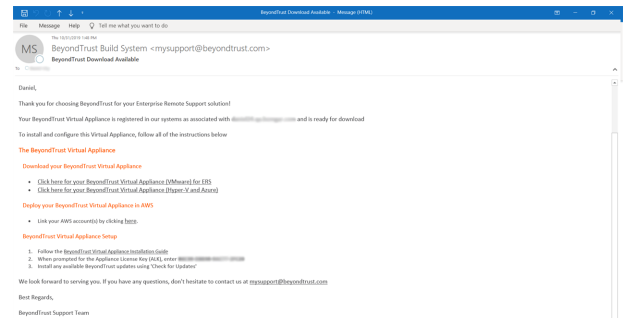 BeyondTrust Download Available - Message (HTML)
File Message Help Tell me what you want to do
Thu 10/31/2019 1:48 PM
MS
BeyondTrust Build System <mysupport@beyondtrust.com>
BeyondTrust Download Available
To
Daniel,
Thank you for choosing BeyondTrust for your Enterprise Remote Support solution!
Your BeyondTrust Virtual Appliance is registered in our systems as associated with and is ready for download
To install and configure this Virtual Appliance, follow all of the instructions below
The BeyondTrust Virtual Appliance
Download your BeyondTrust Virtual Appliance
• Click here for your BeyondTrust Virtual Appliance (VMware) for ERS
• Click here for your BeyondTrust Virtual Appliance (Hyper-V and Azure)
Deploy your BeyondTrust Virtual Appliance in AWS
• Link your AWS account(s) by clicking here.
BeyondTrust Virtual Appliance Setup
1. Follow the BeyondTrust Virtual Appliance Installation Guide
2. When prompted for the Appliance License Key (ALK), enter
3. Install any available BeyondTrust updates using 'Check for Updates'
We look forward to serving you. If you have any questions, don't hesitate to contact us at mysupport@beyondtrust.com
Best Regards,
BeyondTrust Support Team